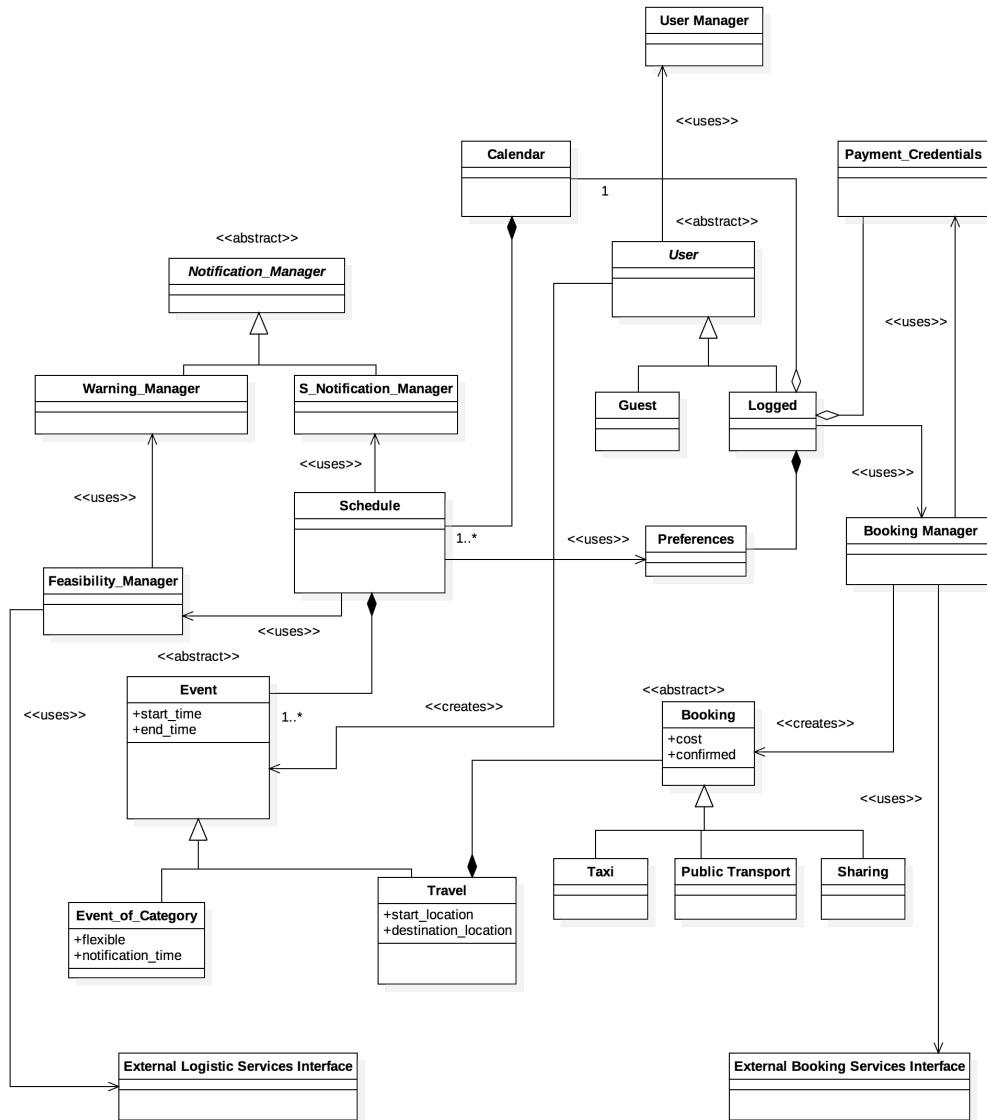 User Manager
<<uses>>
Calendar
Payment_Credentials
1
<<abstract>>
<<abstract>>
User
Notification_Manager
<<uses>>
Warning_Manager
S_Notification_Manager
Guest
Logged
<<uses>>
<<uses>>
<<uses>>
Schedule
1..*
<<uses>>
Preferences
Booking Manager
Feasibility_Manager
<<uses>>
<<abstract>>
Event
+start_time
+end_time
1..*
<<uses>>
<<creates>>
<<abstract>>
Booking
+cost
+confirmed
<<creates>>
<<uses>>
Taxi
Public Transport
Sharing
Event_of_Category
+flexible
+notification_time
Travel
+start_location
+destination_location
External Logistic Services Interface
External Booking Services Interface